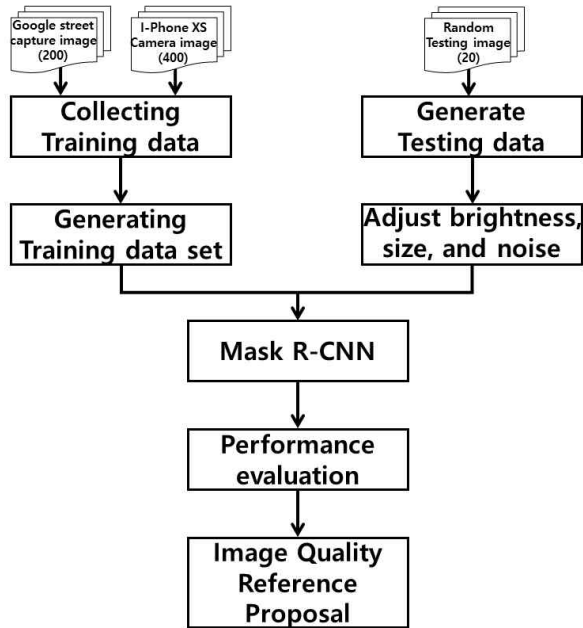 Google street
capture image
(200)
I-Phone XS
Camera image
(400)
Random
Testing image
(20)
Collecting
Training data
Generate
Testing data
Generating
Training data set
Adjust brightness,
size, and noise
Mask R-CNN
Performance
evaluation
Image Quality
Reference
Proposal